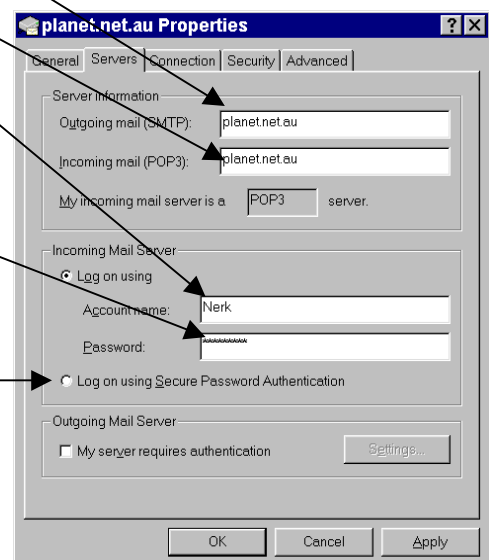 planet.net.au Properties
General Servers Connection Security Advanced
Server information
Outgoing mail (SMTP): planet.net.au
Incoming mail (POP3): planet.net.au
My incoming mail server is a POP3 server.
Incoming Mail Server
Log on using
Account name: Nerk
Password: *********
Log on using Secure Password Authentication
Outgoing Mail Server
My server requires authentication Settings...
OK Cancel Apply